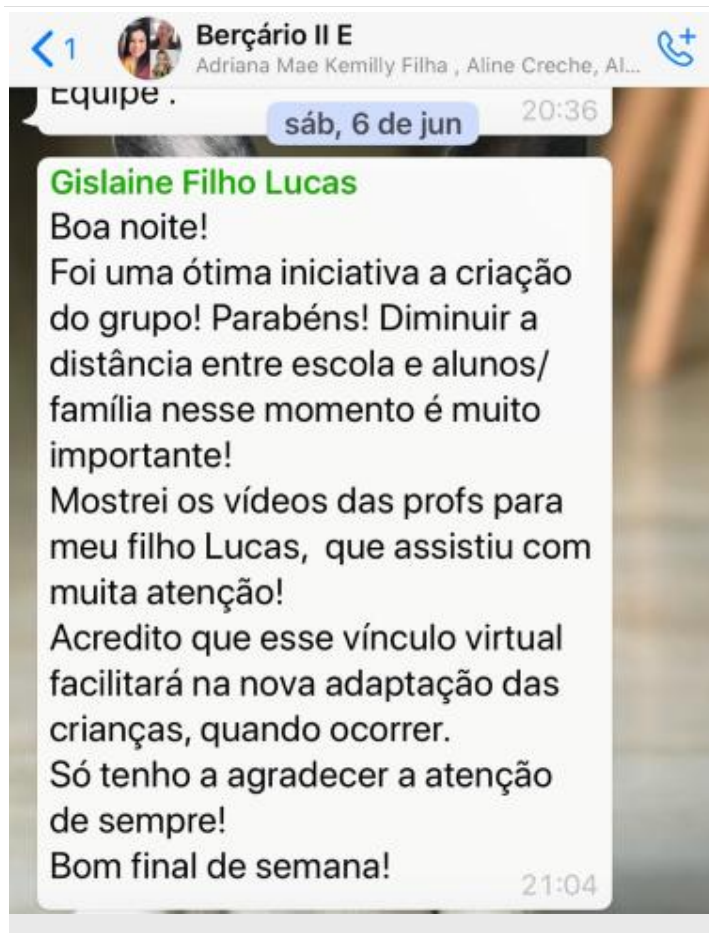 1
Berçário II E
Adriana Mae Kemilly Filha , Aline Creche, Al...
Equipe .
20:36
sáb, 6 de jun
Gislaine Filho Lucas
Boa noite!
Foi uma ótima iniciativa a criação
do grupo! Parabéns! Diminuir a
distância entre escola e alunos/
família nesse momento é muito
importante!
Mostrei os vídeos das profs para
meu filho Lucas,  que assistiu com
muita atenção!
Acredito que esse vínculo virtual
facilitará na nova adaptação das
crianças, quando ocorrer.
Só tenho a agradecer a atenção
de sempre!
Bom final de semana!
21:04